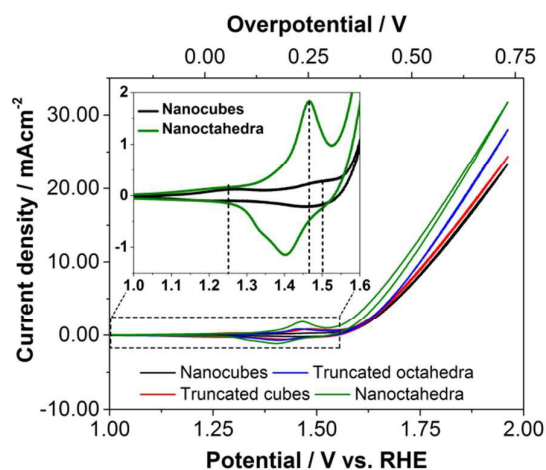 Overpotential / V
0.00 0.25 0.50 0.75
Current density / mAcm-2
30.00
20.00
10.00
0.00
-10.00
2
1
0
-1
Nanocubes
Nanoctahedra
1.0 1.1 1.2 1.3 1.4 1.5 1.6
Nanocubes Truncated octahedra
Truncated cubes Nanoctahedra
1.00 1.25 1.50 1.75 2.00
Potential / V vs. RHE